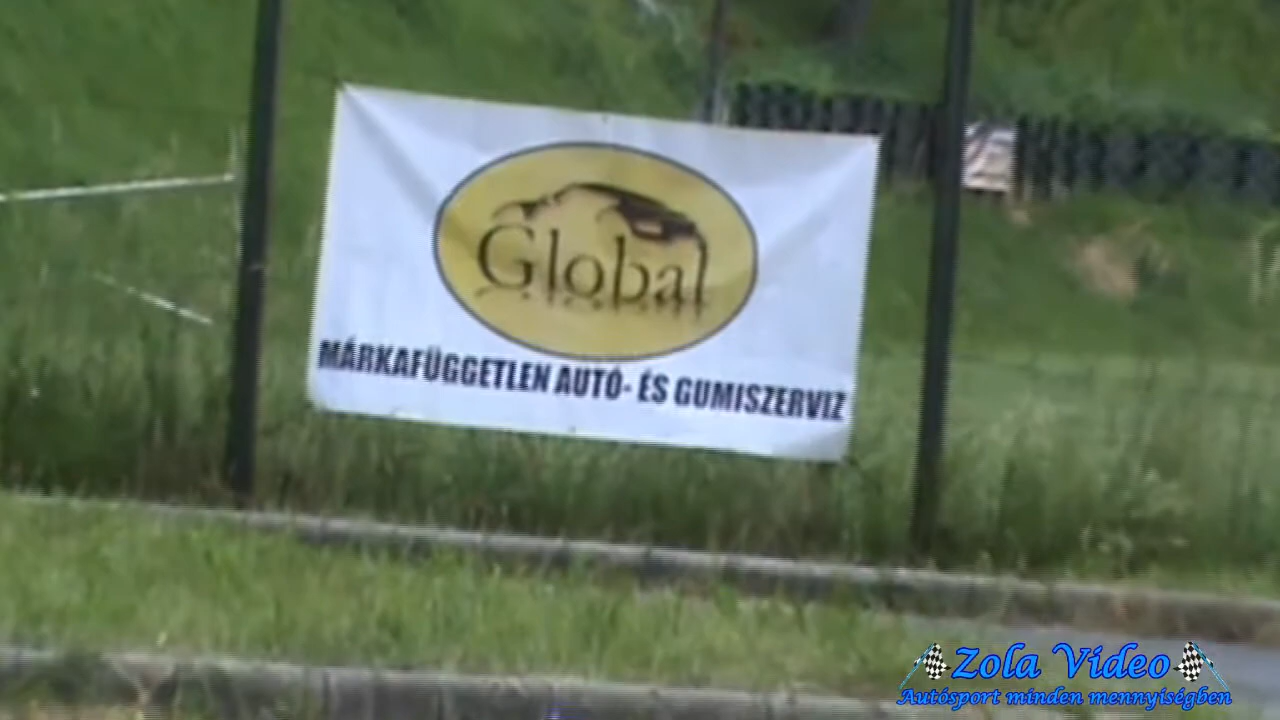 Global
MÁRKAFÜGGETLEN AUTÓ- ÉS GUMISZERVIZ
Zola Video
Autósport minden mennyiségben